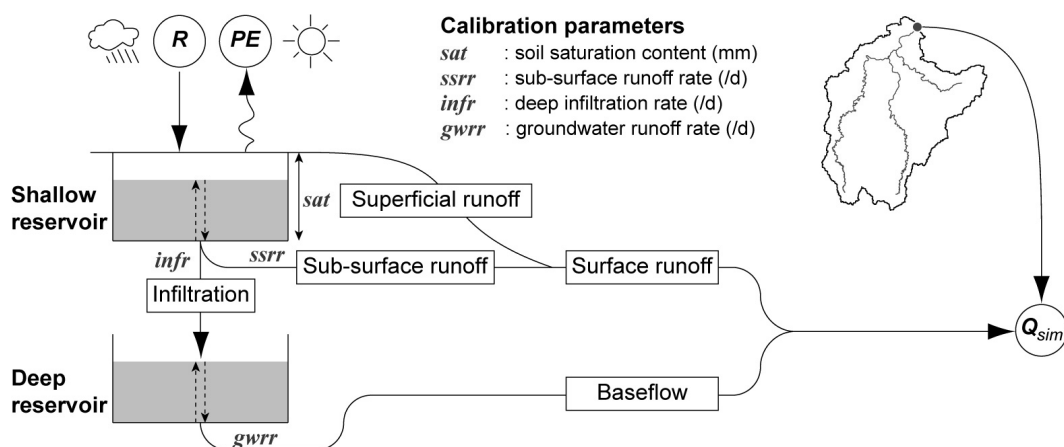 R
PE
Calibration parameters
sat : soil saturation content (mm)
ssrr : sub-surface runoff rate (/d)
infr : deep infiltration rate (/d)
gwrr : groundwater runoff rate (/d)
Shallow
reservoir
sat
Superficial runoff
infr
ssrr
Sub-surface runoff
Surface runoff
Infiltration
Qsim
Deep
reservoir
Baseflow
gwrr